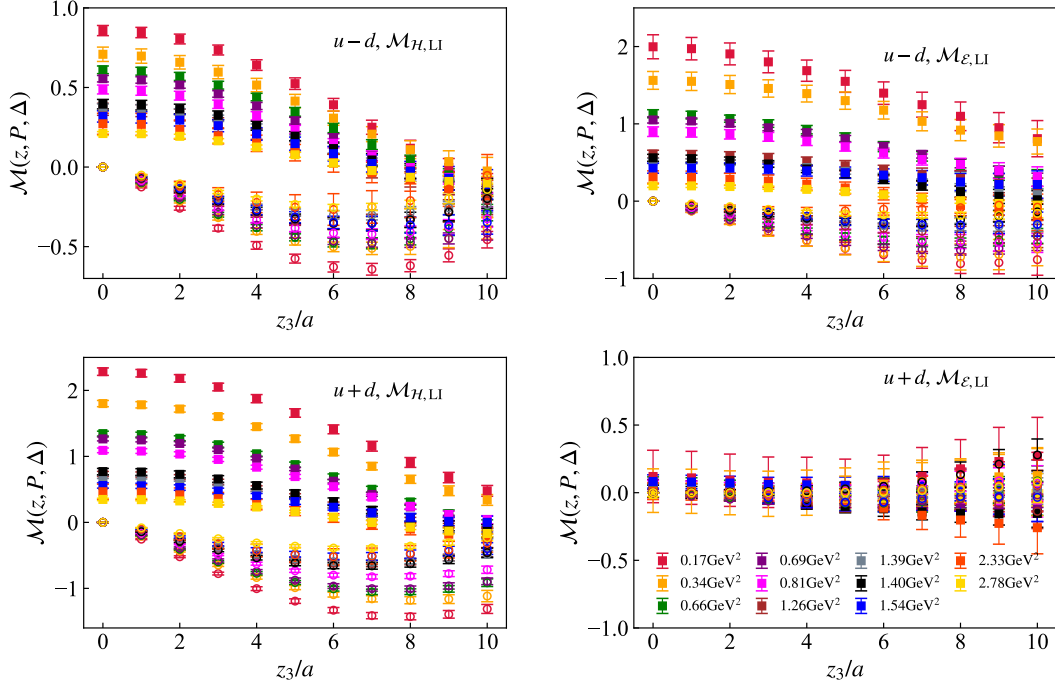 1.0
0.5
0.0
−0.5
0 2 4 6 8 10
z₃/a
ℳ(z, P, Δ)
u − d, ℳ_{ℋ,LI}
2
1
0
−1
0 2 4 6 8 10
z₃/a
ℳ(z, P, Δ)
u − d, ℳ_{ℰ,LI}
2
1
0
−1
0 2 4 6 8 10
z₃/a
ℳ(z, P, Δ)
u + d, ℳ_{ℋ,LI}
1.0
0.5
0.0
−0.5
−1.0
0 2 4 6 8 10
z₃/a
ℳ(z, P, Δ)
u + d, ℳ_{ℰ,LI}
0.17GeV² 0.69GeV² 1.39GeV² 2.33GeV²
0.34GeV² 0.81GeV² 1.40GeV² 2.78GeV²
0.66GeV² 1.26GeV² 1.54GeV²